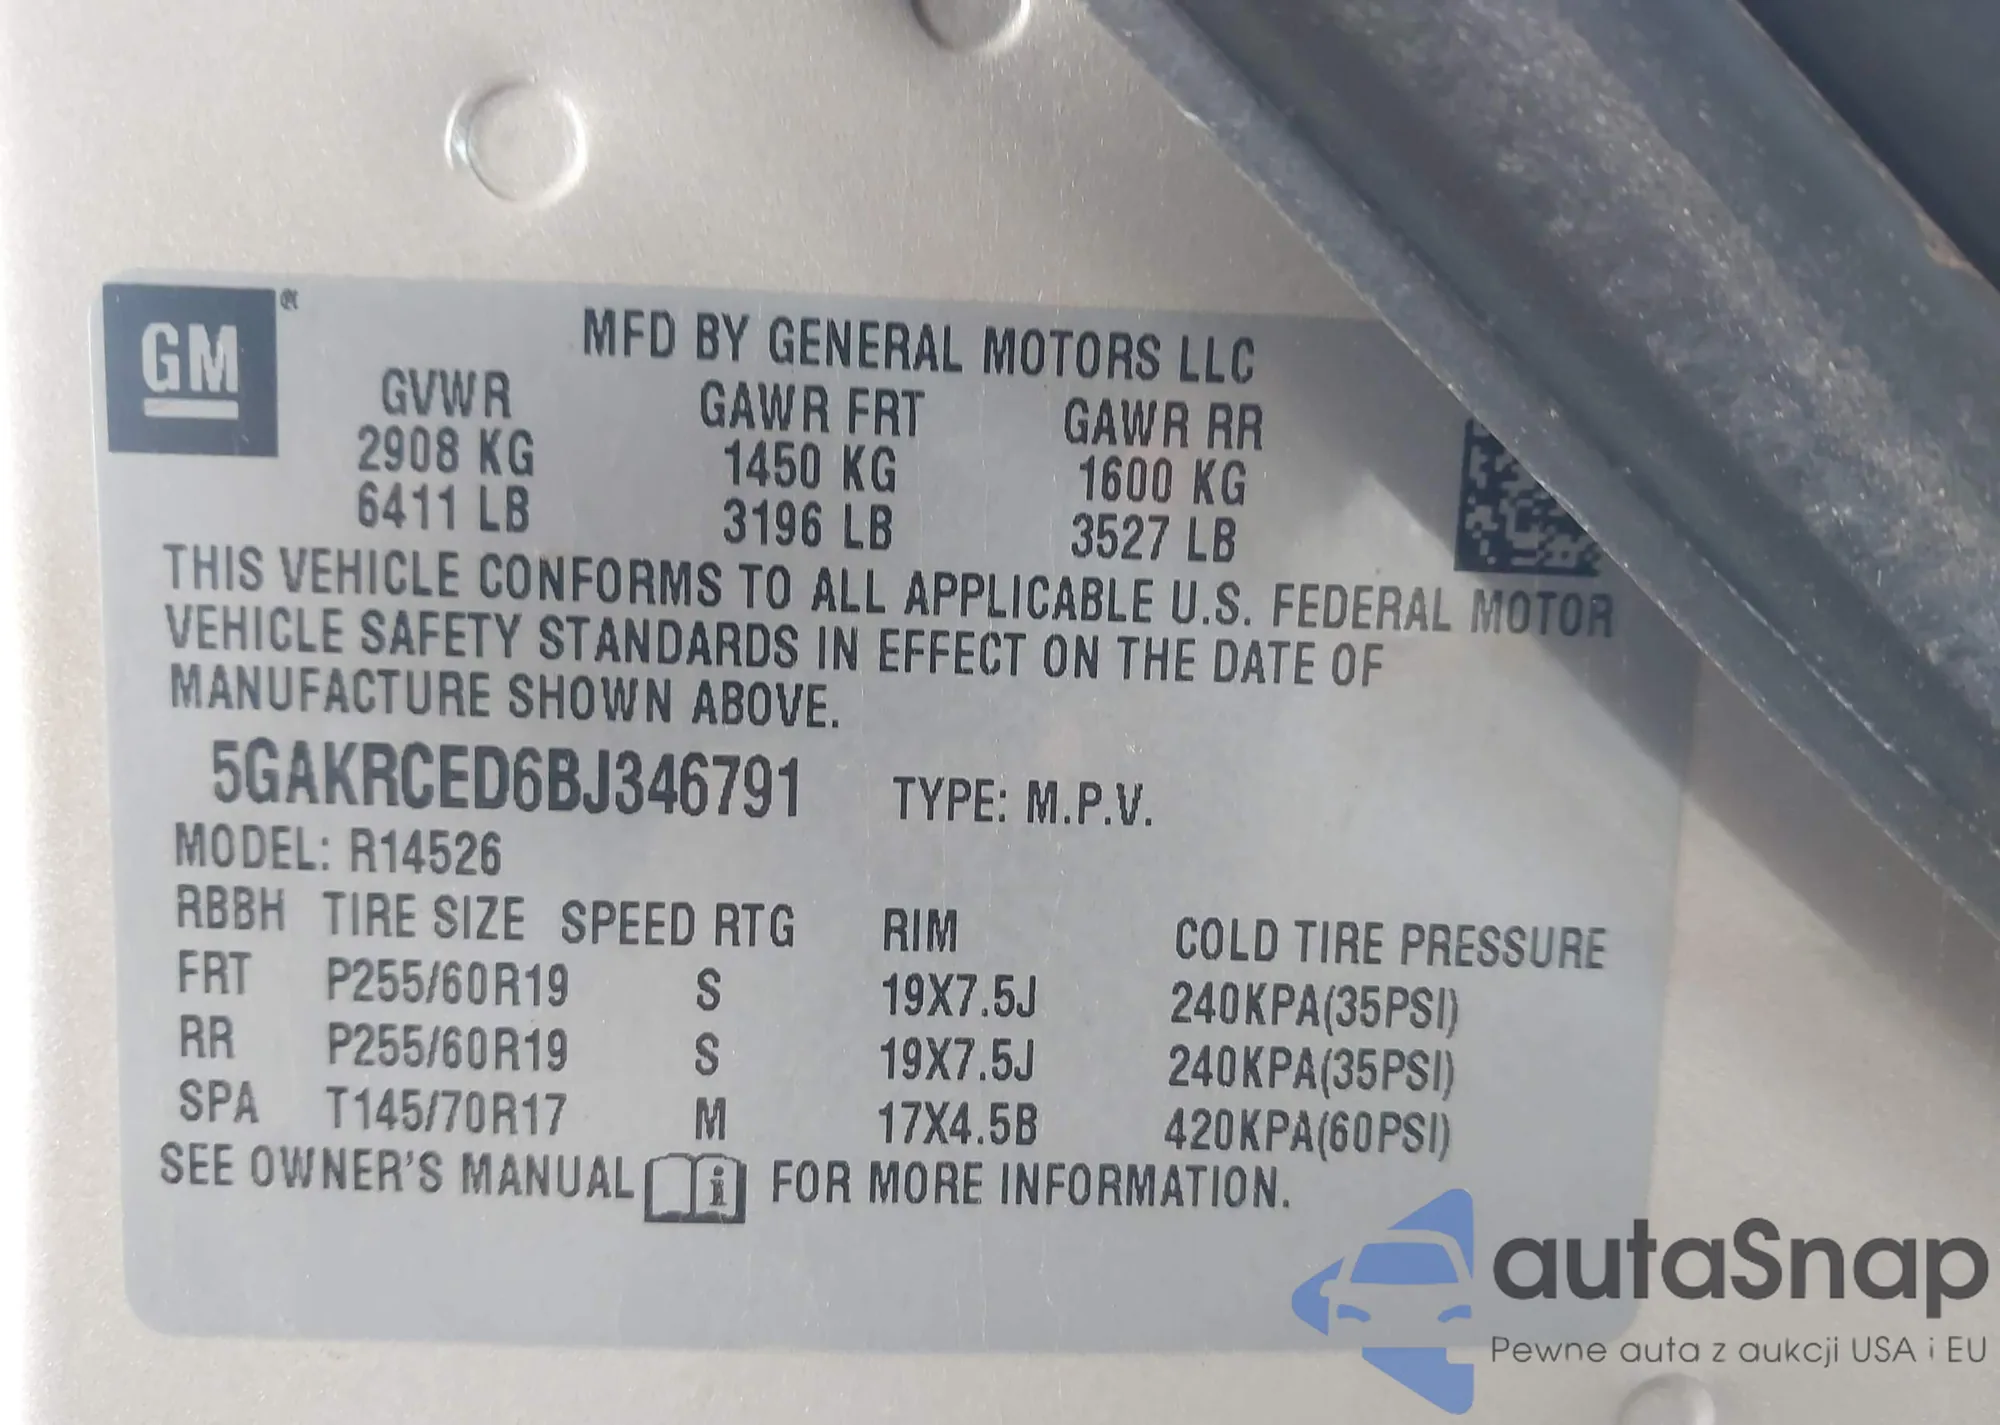 GM®
MFD BY GENERAL MOTORS LLC
GVWR GAWR FRT GAWR RR
2908 KG 1450 KG 1600 KG
6411 LB 3196 LB 3527 LB
THIS VEHICLE CONFORMS TO ALL APPLICABLE U.S. FEDERAL MOTOR
VEHICLE SAFETY STANDARDS IN EFFECT ON THE DATE OF
MANUFACTURE SHOWN ABOVE.
5GAKRCED6BJ346791 TYPE: M.P.V.
MODEL: R14526
RBBH TIRE SIZE SPEED RTG RIM COLD TIRE PRESSURE
FRT P255/60R19 S 19X7.5J 240KPA(35PSI)
RR P255/60R19 S 19X7.5J 240KPA(35PSI)
SPA T145/70R17 M 17X4.5B 420KPA(60PSI)
SEE OWNER'S MANUAL i FOR MORE INFORMATION.
autaSnap
Pewne auta z aukcji USA i EU